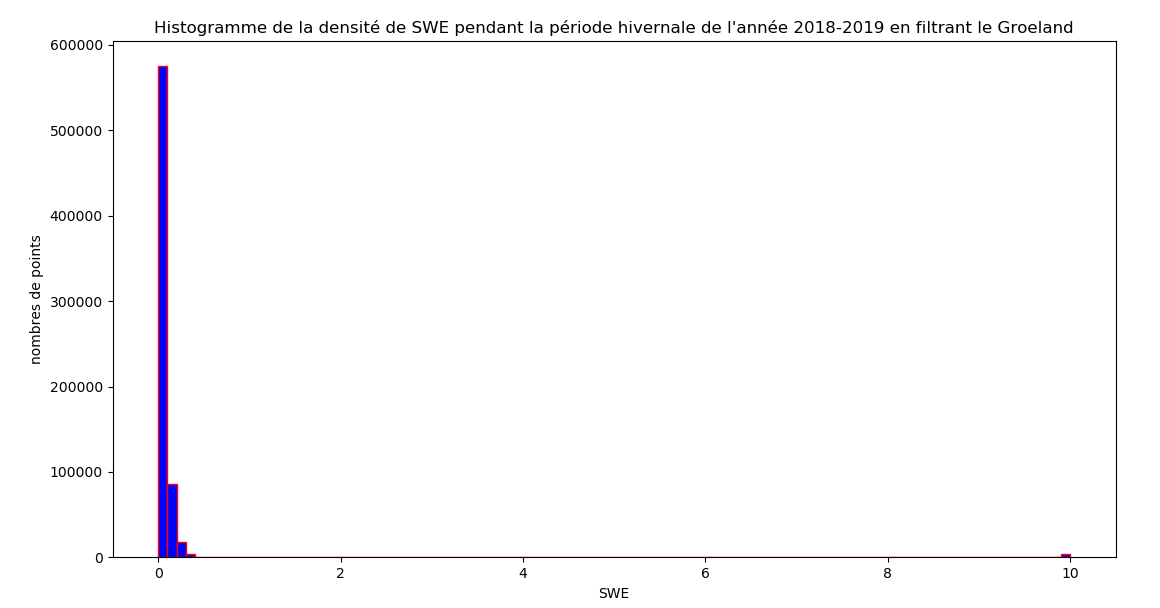 Histogramme de la densité de SWE pendant la période hivernale de l'année 2018-2019 en filtrant le Groeland
600000
500000
400000
300000
200000
100000
0
nombres de points
0 2 4 6 8 10
SWE